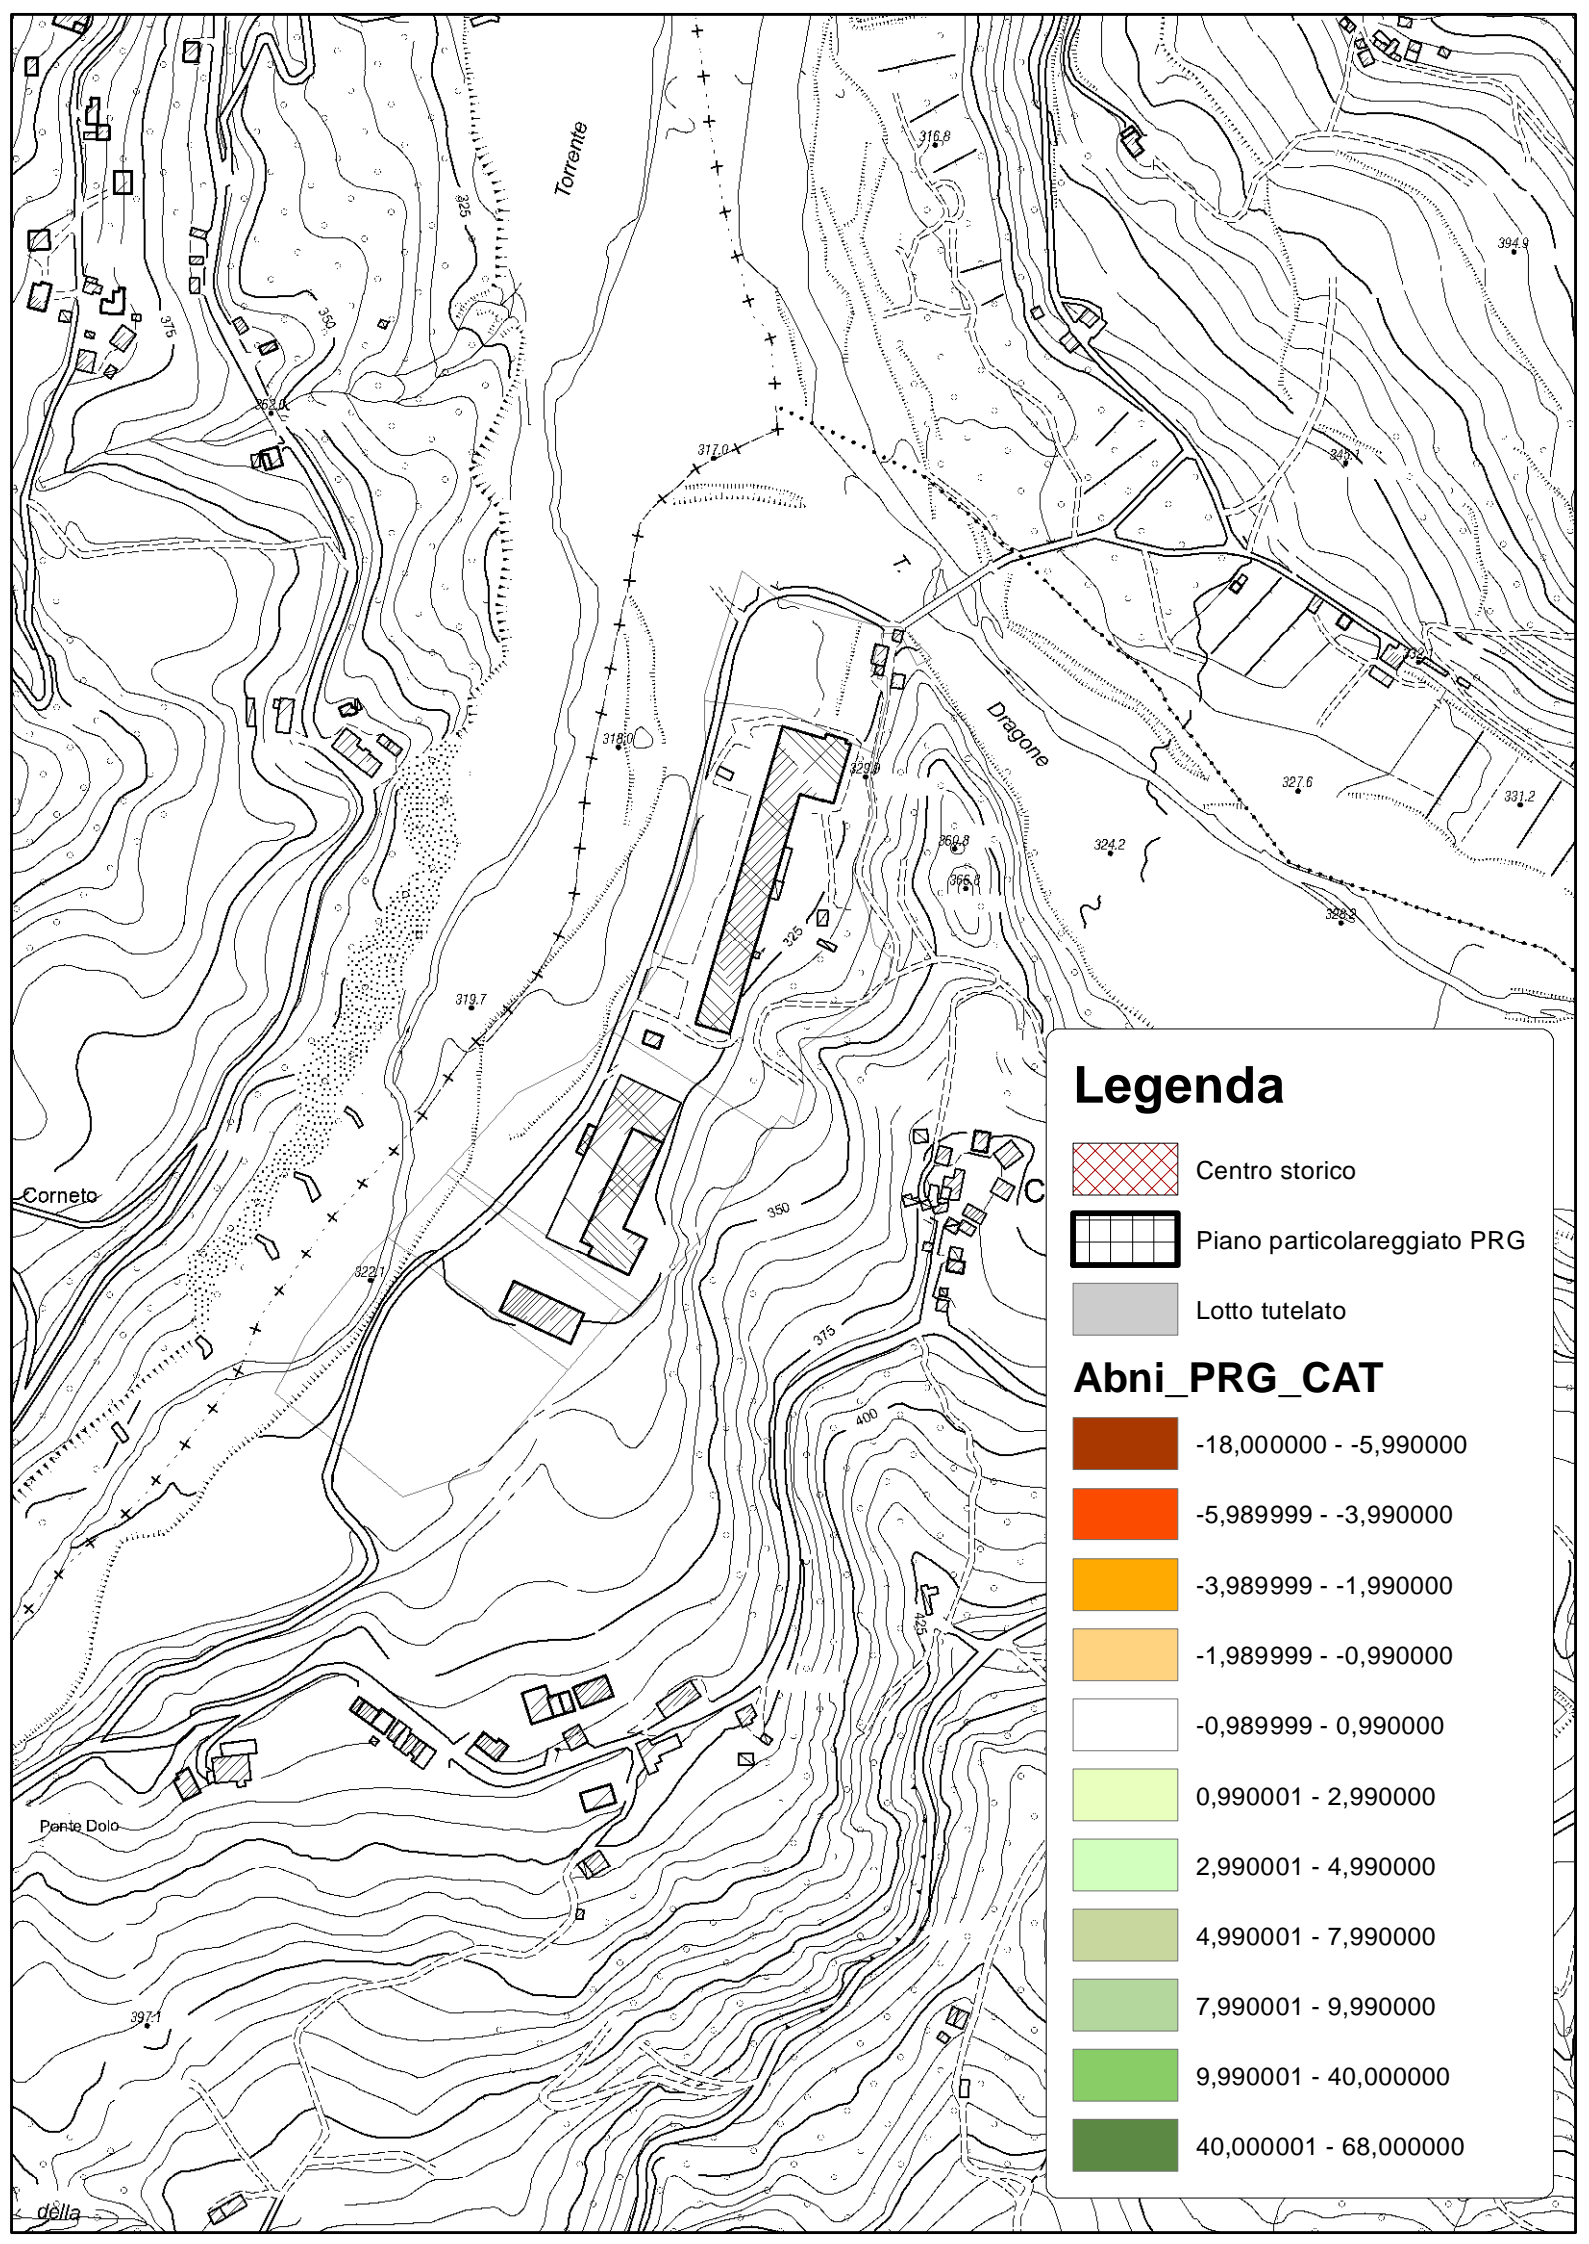 Torrente
316.8
325
394.9
375
350
352.0
317.0
345.1
T.
332.
Dragone
318.0
329.9
327.6
331.2
360.8
324.2
366.8
328.2
325
319.7
Legenda
Centro storico
Corneto
C
350
Piano particolareggiato PRG
322.1
Lotto tutelato
375
Abni_PRG_CAT
400
-18,000000 - -5,990000
-5,989999 - -3,990000
-3,989999 - -1,990000
425
-1,989999 - -0,990000
-0,989999 - 0,990000
0,990001 - 2,990000
Ponte Dolo
2,990001 - 4,990000
4,990001 - 7,990000
7,990001 - 9,990000
397.1
9,990001 - 40,000000
40,000001 - 68,000000
della